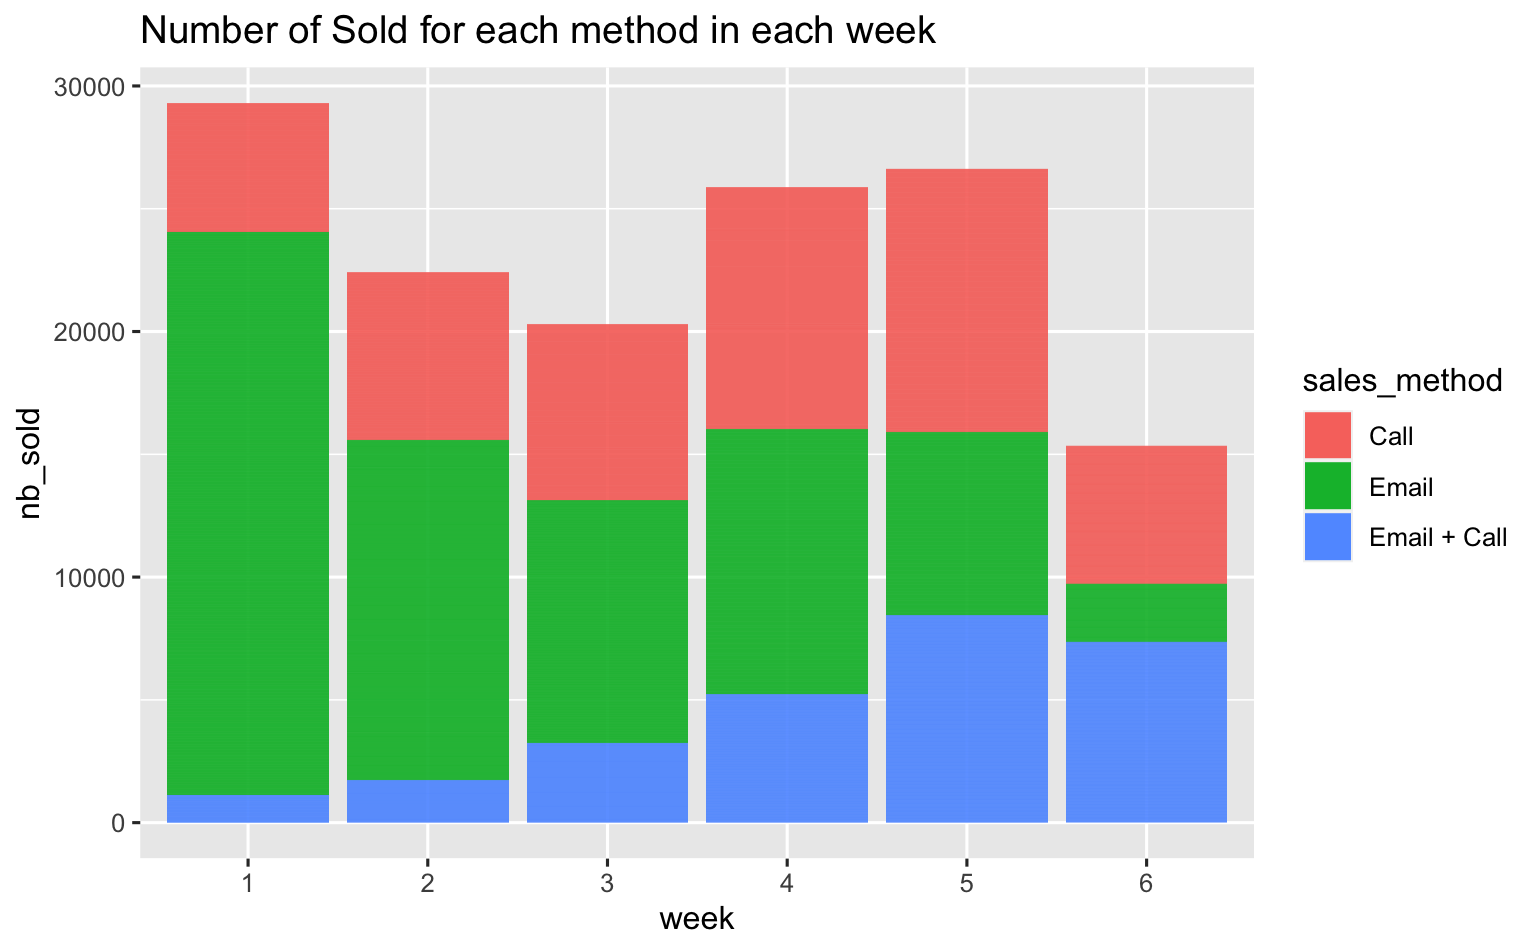 Number of Sold for each method in each week
30000
20000
10000
0
nb_sold
1 2 3 4 5 6
week
sales_method
Call
Email
Email + Call